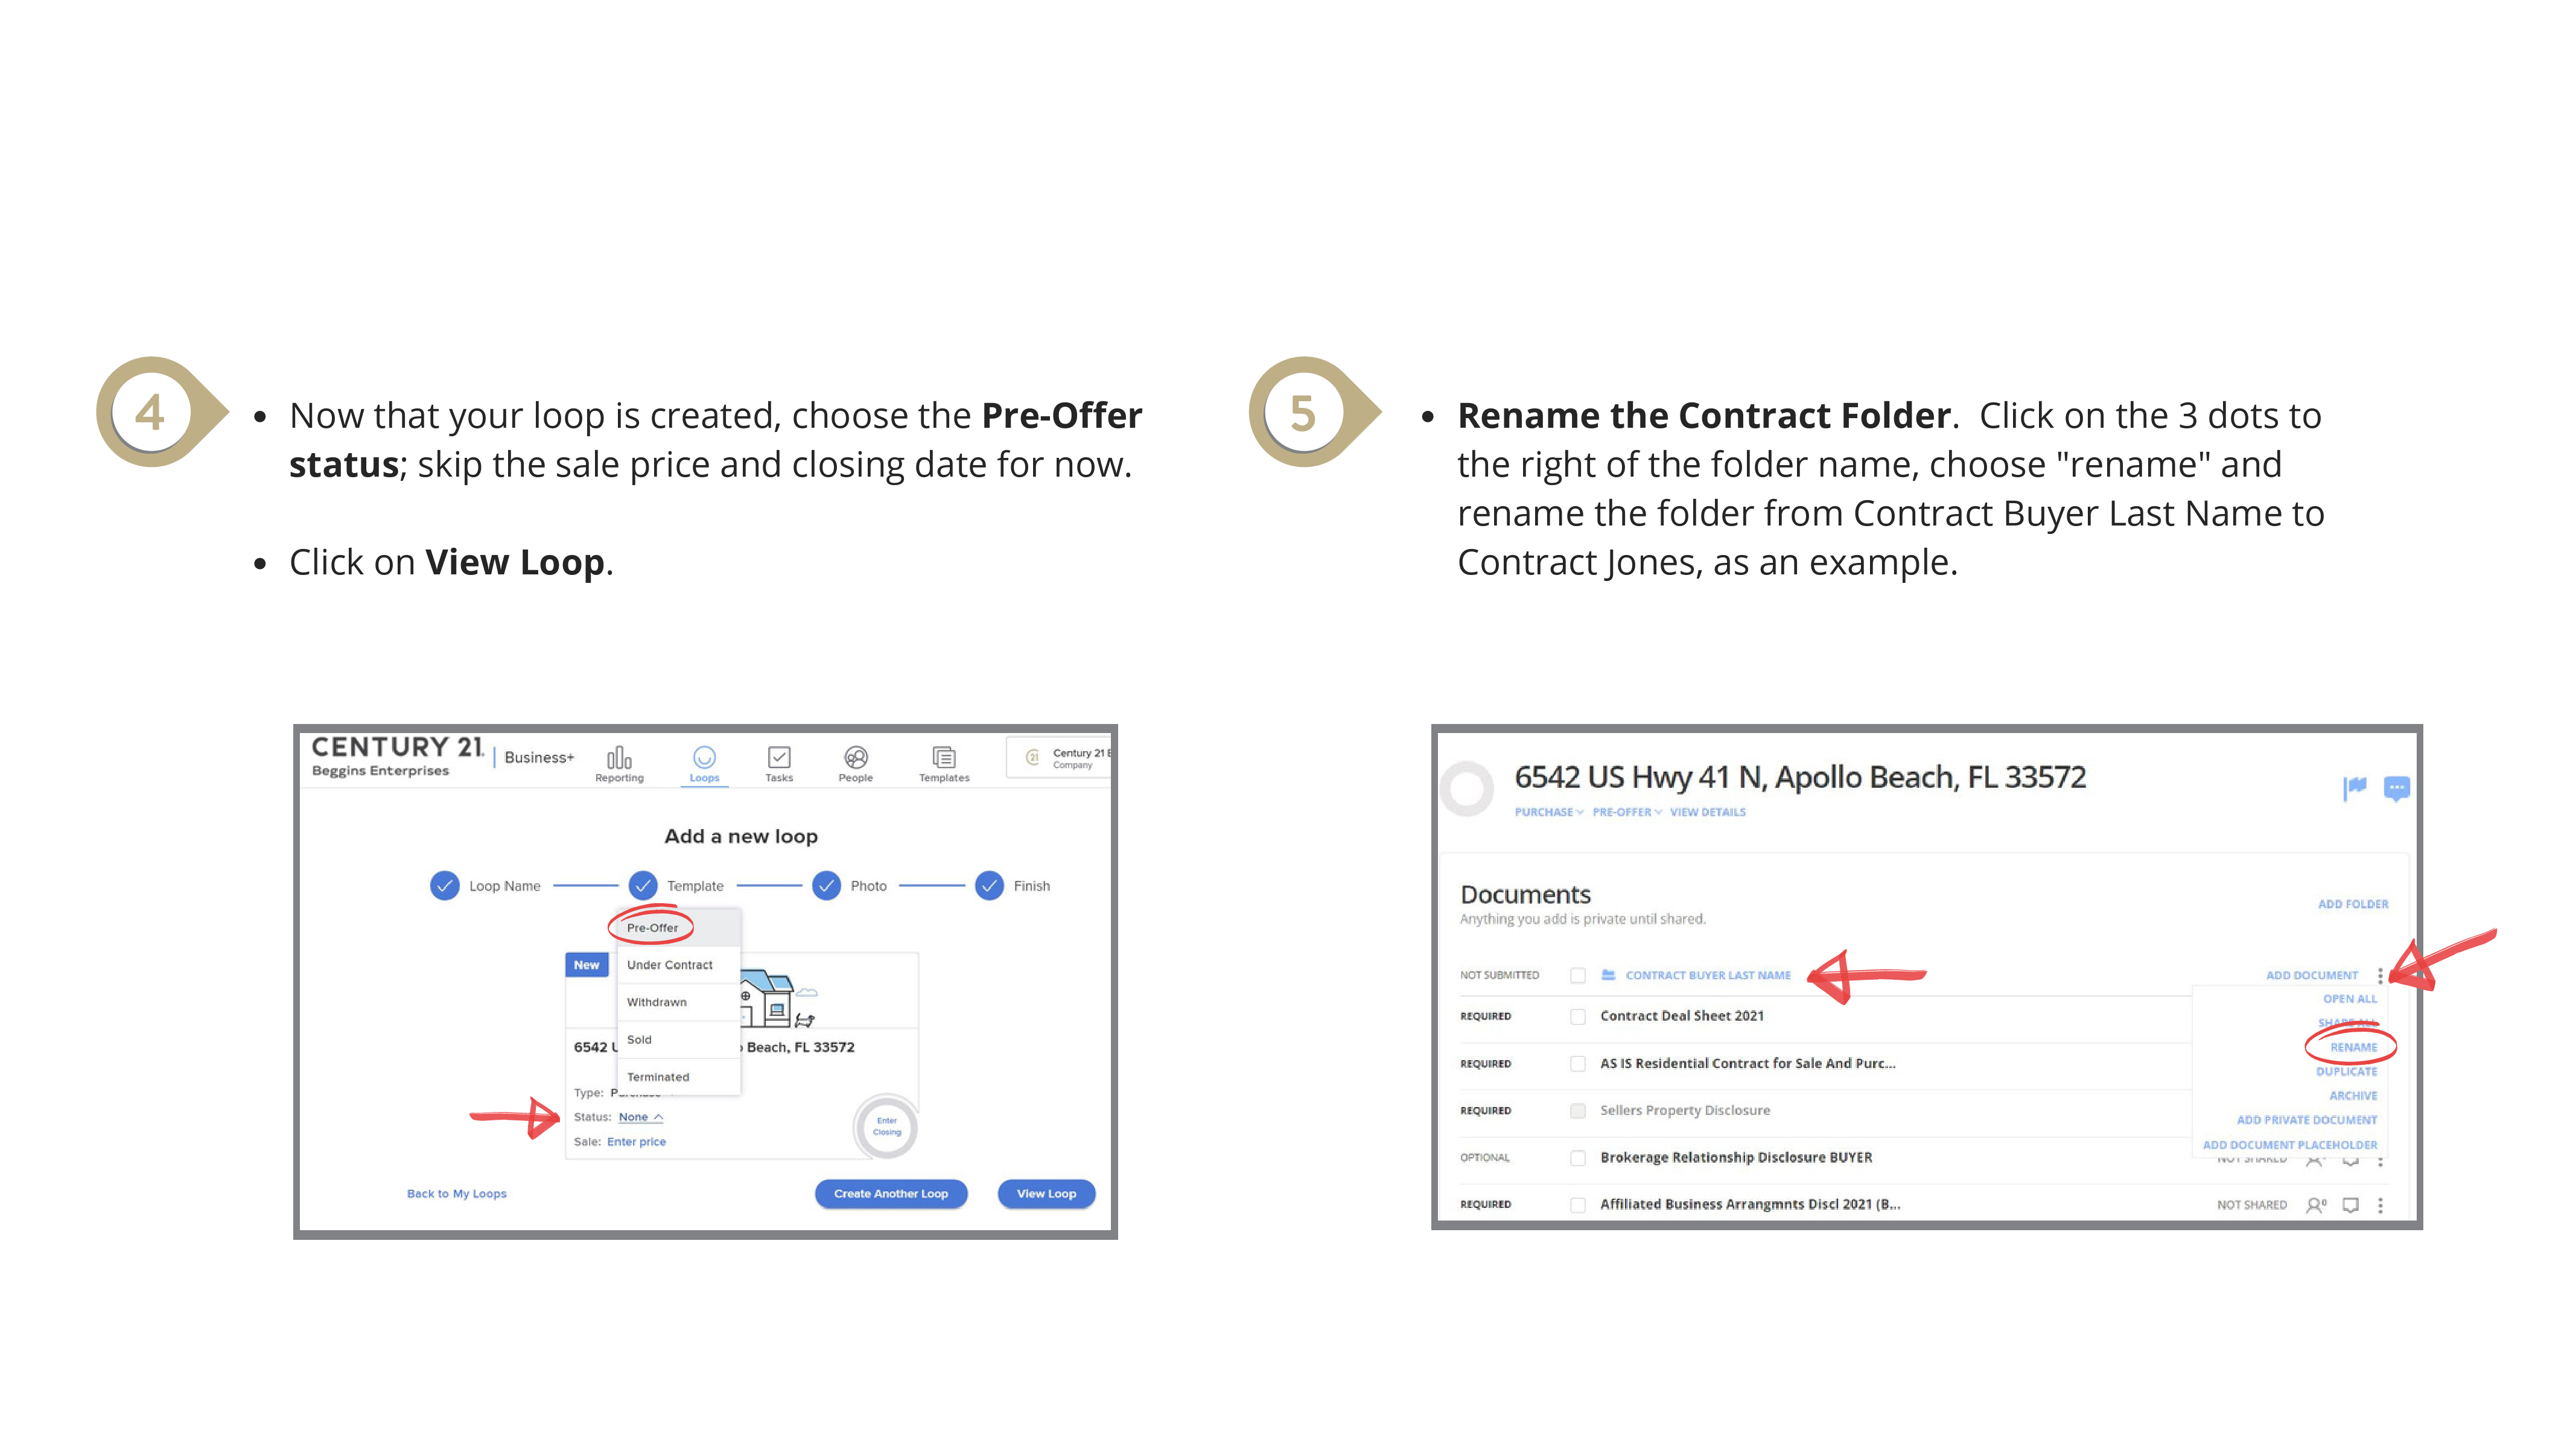 4
• Now that your loop is created, choose the Pre-Offer
status; skip the sale price and closing date for now.
• Click on View Loop.
CENTURY 21.
Beggins Enterprises
Business+
Reporting
Loops
Tasks
People
Templates
21
Century 21
Company
Add a new loop
Loop Name
Template
Photo
Finish
Pre-Offer
New
Under Contract
Withdrawn
Sold
6542 Beach, FL 33572
Terminated
Type:
Status: None
Sale: Enter price
Enter
Closing
Back to My Loops
Create Another Loop
View Loop
5
• Rename the Contract Folder. Click on the 3 dots to
the right of the folder name, choose "rename" and
rename the folder from Contract Buyer Last Name to
Contract Jones, as an example.
6542 US Hwy 41 N, Apollo Beach, FL 33572
PURCHASE PRE-OFFER VIEW DETAILS
Documents
Anything you add is private until shared.
ADD FOLDER
NOT SUBMITTED CONTRACT BUYER LAST NAME ADD DOCUMENT
OPEN ALL
REQUIRED Contract Deal Sheet 2021
SHARE ALL
RENAME
REQUIRED AS IS Residential Contract for Sale And Purc...
DUPLICATE
ARCHIVE
REQUIRED Sellers Property Disclosure
ADD PRIVATE DOCUMENT
ADD DOCUMENT PLACEHOLDER
OPTIONAL Brokerage Relationship Disclosure BUYER NOT SHARED
REQUIRED Affiliated Business Arrangmnts Discl 2021 (B... NOT SHARED 0